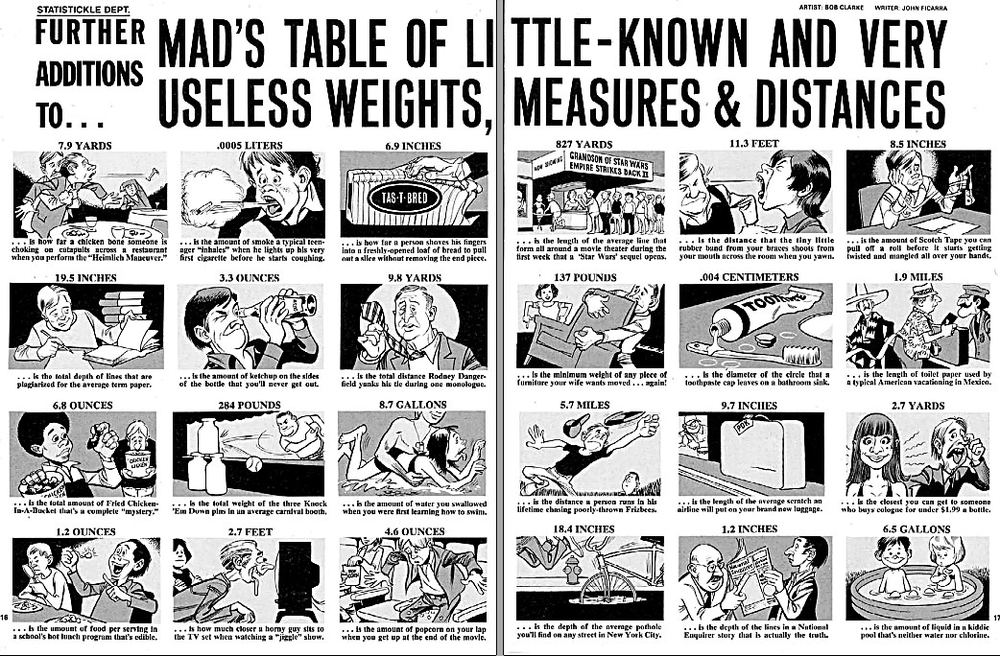 STATISTICKLE DEPT.
FURTHER
ADDITIONS
TO...
MAD'S TABLE OF LI
USELESS WEIGHTS,
ARTIST: BOB CLARKE WRITER: JOHN FICARRA
TTLE-KNOWN AND VERY
MEASURES & DISTANCES
7.9 YARDS
... is how far a chicken bone someone is
choking on catapults across a restaurant
when you perform the "Heimlich Maneuver."
.0005 LITERS
... is the amount of smoke a typical teen-
ager "inhales" when he lights up his very
first cigarette before he starts coughing.
6.9 INCHES
TAS-T-BRED
... is how far a person shoves his fingers
into a freshly-opened loaf of bread to pull
out a slice without removing the end piece.
827 YARDS
NOW SHOWING
GRANDSON OF STAR WARS
EMPIRE STRIKES BACK II
... is the length of the average line that
form all around a movie theater during the
first week that a 'Star Wars' sequel opens.
11.3 FEET
... is the distance that the tiny little
rubber band from your braces shoots from
your mouth across the room when you yawn.
8.5 INCHES
... is the amount of Scotch Tape you can
pull off a roll before it starts getting
twisted and mangled all over your hands.
19.5 INCHES
... is the total depth of lines that are
plagiarized for the average term paper.
3.3 OUNCES
... is the amount of ketchup on the sides
of the bottle that you'll never get out.
9.8 YARDS
... is the total distance Rodney Danger-
field yanks his tie during one monologue.
137 POUNDS
... is the minimum weight of any piece of
furniture your wife wants moved . . . again!
.004 CENTIMETERS
TOOTHPASTE
... is the diameter of the circle that a
toothpaste cap leaves on a bathroom sink.
1.9 MILES
... is the length of toilet paper used by
a typical American vacationing in Mexico.
6.8 OUNCES
CHICKEN
... is the total amount of Fried Chicken-
In-A-Bucket that's a complete "mystery."
284 POUNDS
... is the total weight of the three Knock
'Em Down pins in an average carnival booth.
8.7 GALLONS
... is the amount of water you swallowed
when you were first learning how to swim.
5.7 MILES
... is the distance a person runs in his
lifetime chasing poorly-thrown Frizbees.
9.7 INCHES
PDK
... is the length of the average scratch an
airline will put on your brand new luggage.
2.7 YARDS
... is the closest you can get to someone
who buys cologne for under $1.99 a bottle.
1.2 OUNCES
... is the amount of food per serving in
a school's hot lunch program that's edible.
2.7 FEET
... is how much closer a horny guy sits to
the TV set when watching a "jiggle" show.
4.6 OUNCES
... is the amount of popcorn on your lap
when you get up at the end of the movie.
18.4 INCHES
... is the depth of the average pothole
you'll find on any street in New York City.
1.2 INCHES
... is the depth of the lines in a National
Enquirer story that is actually the truth.
6.5 GALLONS
... is the amount of liquid in a kiddie
pool that's neither water nor chlorine.
16
17